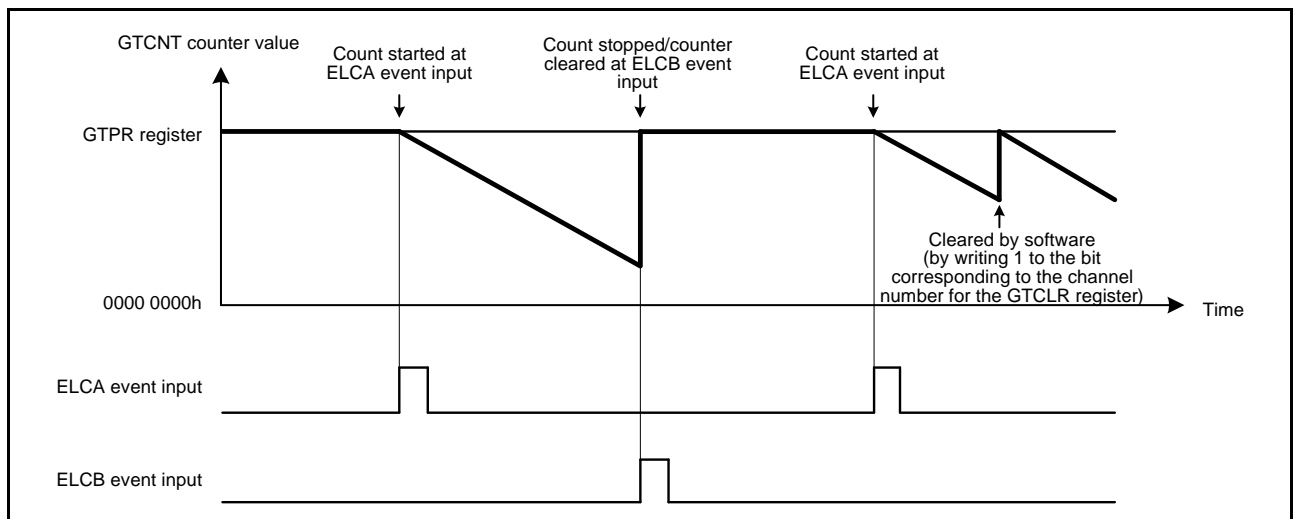 GTCNT counter value
Count started at
ELCA event input
Count stopped/counter
cleared at ELCB event
input
Count started at
ELCA event input
GTPR register
Cleared by software
(by writing 1 to the bit
corresponding to the channel
number for the GTCLR register)
0000 0000h
Time
ELCA event input
ELCB event input